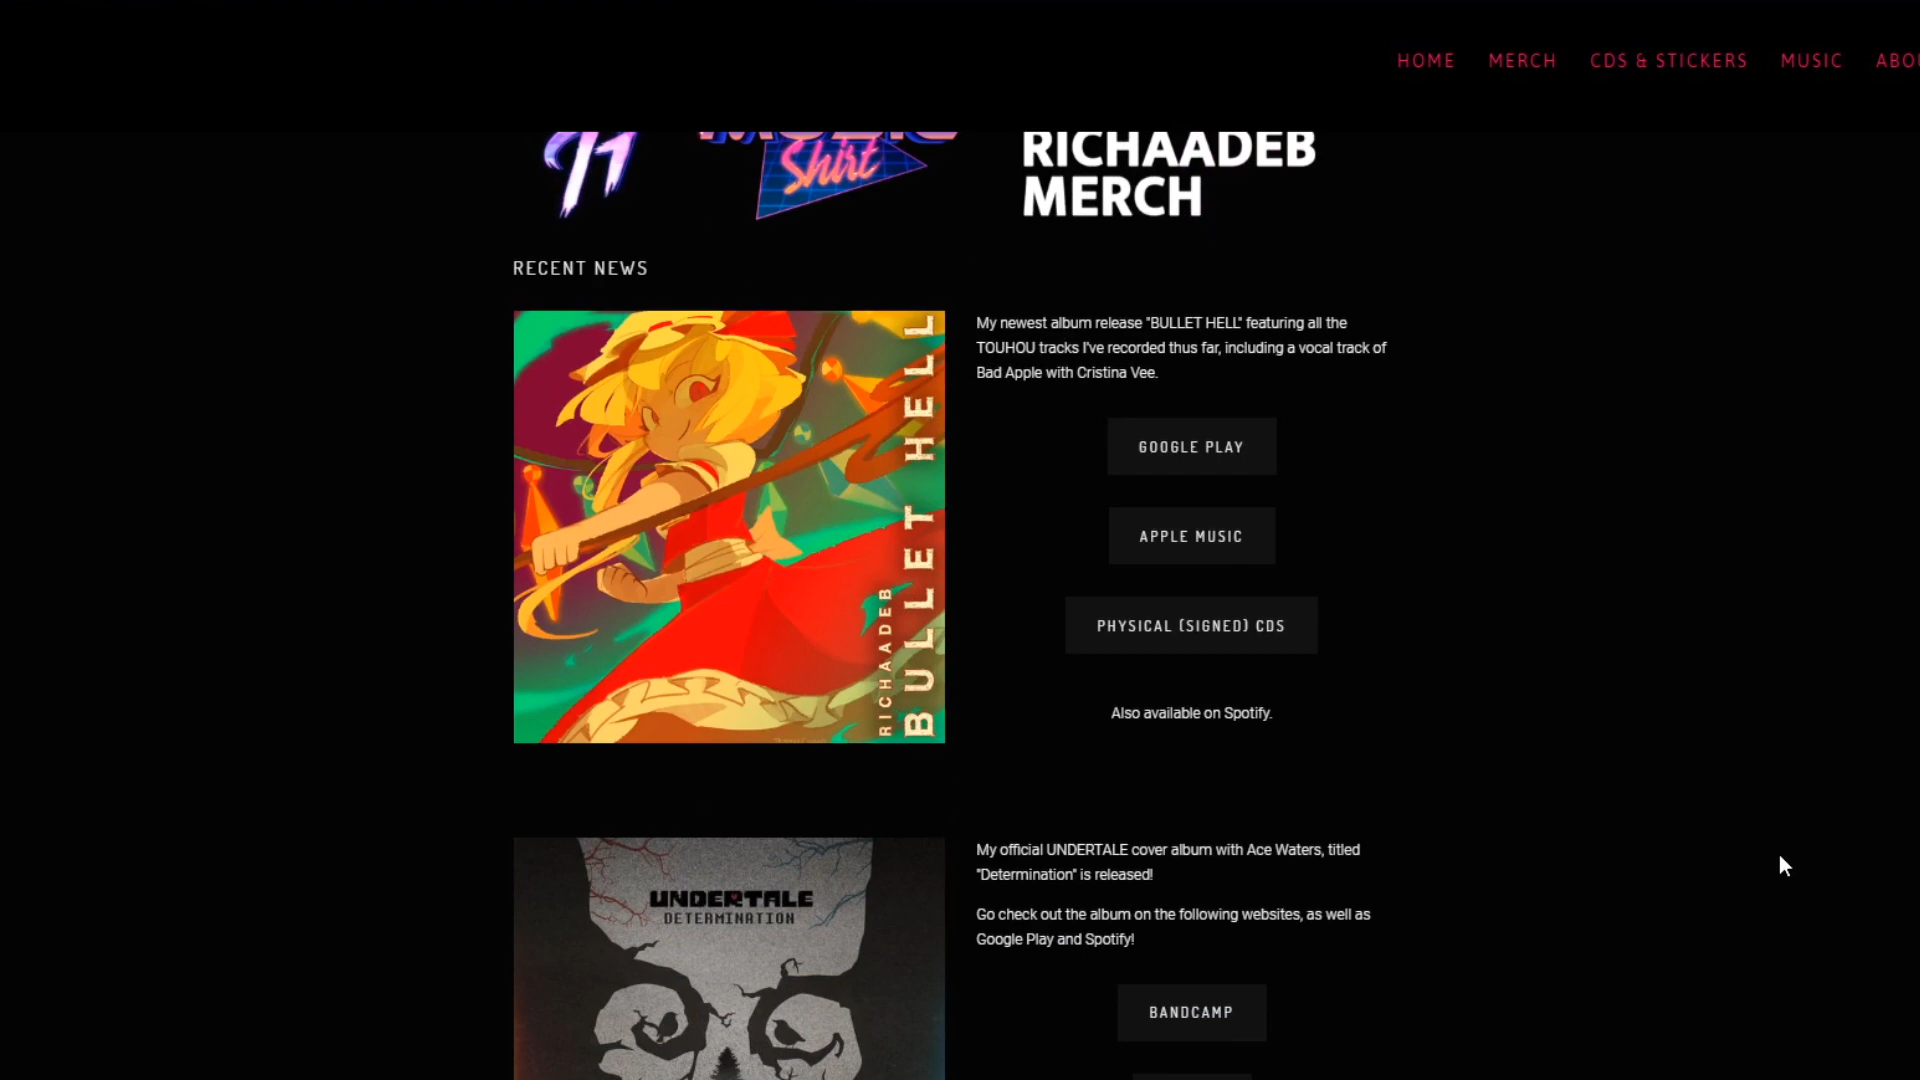 HOME MERCH CDS & STICKERS MUSIC
Shirt
RICHAADEB
MERCH
RECENT NEWS
BULLET HELL
RICHAADEB
My newest album release "BULLET HELL" featuring all the
TOUHOU tracks I've recorded thus far, including a vocal track of
Bad Apple with Cristina Vee.
GOOGLE PLAY
APPLE MUSIC
PHYSICAL (SIGNED) CDS
Also available on Spotify.
UNDERTALE
DETERMINATION
My official UNDERTALE cover album with Ace Waters, titled
"Determination" is released!
Go check out the album on the following websites, as well as
Google Play and Spotify!
BANDCAMP